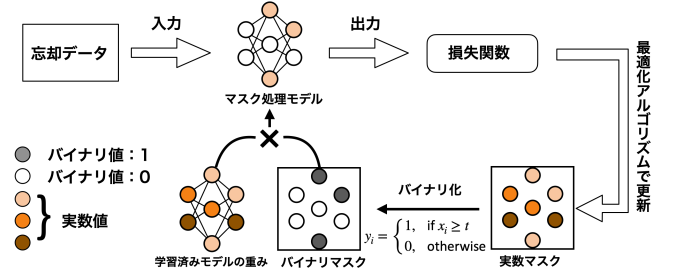 忘却データ
入力
マスク処理モデル
出力
損失関数
最適化アルゴリズムで更新
バイナリ値：1
バイナリ値：0
実数値
学習済みモデルの重み
バイナリマスク
バイナリ化
yᵢ = { 1, if xᵢ ≥ t
0, otherwise
実数マスク